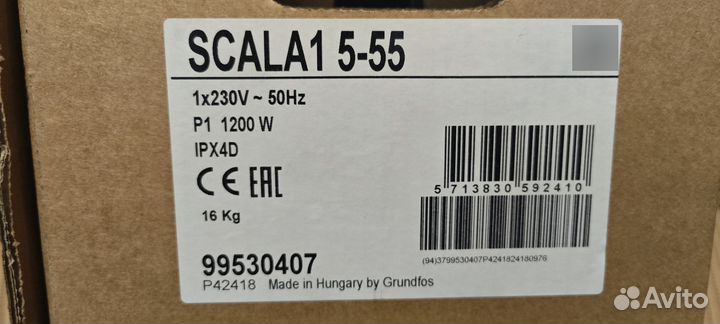 SCALA1 5-55
1x230V ~ 50Hz
P1 1200 W
IPX4D
CE EAC
16 Kg
5 713830 592410
(94)3799530407P4241824180976
99530407
P42418 Made in Hungary by Grundfos
Avito